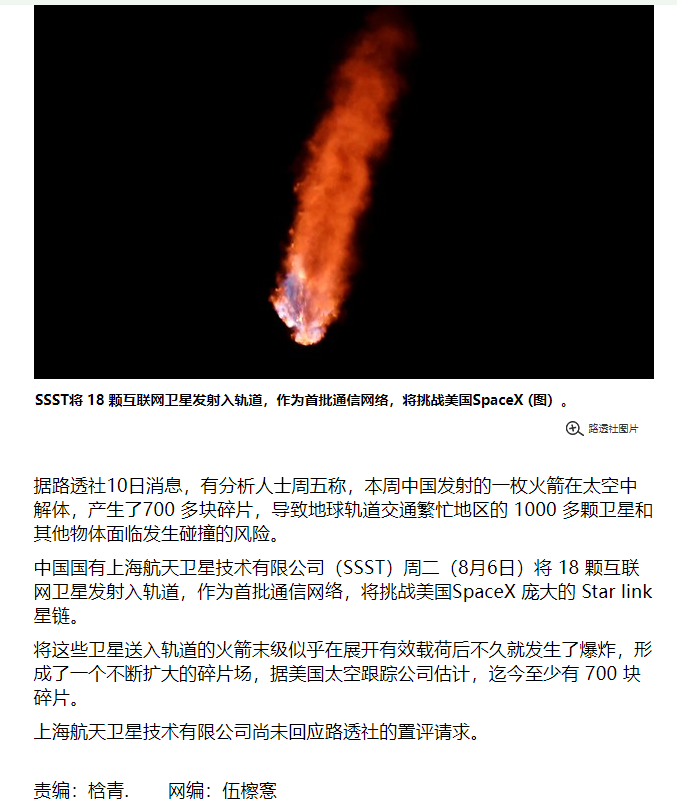 SSST将 18 颗互联网卫星发射入轨道，作为首批通信网络，将挑战美国SpaceX (图）。
路透社图片
据路透社10日消息，有分析人士周五称，本周中国发射的一枚火箭在太空中
解体，产生了700 多块碎片，导致地球轨道交通繁忙地区的 1000 多颗卫星和
其他物体面临发生碰撞的风险。
中国国有上海航天卫星技术有限公司（SSST）周二（8月6日）将 18 颗互联
网卫星发射入轨道，作为首批通信网络，将挑战美国SpaceX 庞大的 Star link
星链。
将这些卫星送入轨道的火箭末级似乎在展开有效载荷后不久就发生了爆炸，形
成了一个不断扩大的碎片场，据美国太空跟踪公司估计，迄今至少有 700 块
碎片。
上海航天卫星技术有限公司尚未回应路透社的置评请求。
责编：棤青. 网编：伍檫鸾